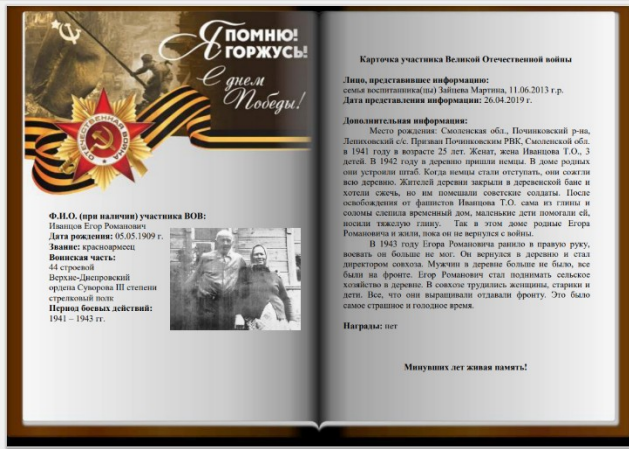 Я ПОМНЮ!
ГОРЖУСЬ!
С днем
Победы!
ОТЕЧЕСТВЕННАЯ ВОЙНА
Ф.И.О. (при наличии) участника ВОВ:
Иванцов Егор Романович
Дата рождения: 05.05.1909 г.
Звание: красноармеец
Воинская часть:
44 строевой
Верхне-Днепровский
ордена Суворова III степени
стрелковый полк
Период боевых действий:
1941 – 1943 гг.
Карточка участника Великой Отечественной войны
Лицо, представившее информацию:
семья воспитанника(цы) Зайцева Мартина, 11.06.2013 г.р.
Дата представления информации: 26.04.2019 г.
Дополнительная информация:
Место рождения: Смоленская обл., Починковский р-на,
Лепиховский с/с. Призван Починковским РВК, Смоленской обл.
в 1941 году в возрасте 25 лет. Женат, жена Иванцова Т.О., 3
детей. В 1942 году в деревню пришли немцы. В доме родных
они устроили штаб. Когда немцы стали отступать, они сожгли
всю деревню. Жителей деревни закрыли в деревенской бане и
хотели сжечь, но им помешали советские солдаты. После
освобождения от фашистов Иванцова Т.О. сама из глины и
соломы слепила временный дом, маленькие дети помогали ей,
носили тяжелую глину. Так в этом доме родные Егора
Романовича и жили, пока он не вернулся с войны.
В 1943 году Егора Романовича ранило в правую руку,
воевать он больше не мог. Он вернулся в деревню и стал
директором совхоза. Мужчин в деревне больше не было, все
были на фронте. Егор Романович стал поднимать сельское
хозяйство в деревне. В совхозе трудились женщины, старики и
дети. Все, что они выращивали отдавали фронту. Это было
самое страшное и голодное время.
Награды: нет
Минувших лет живая память!